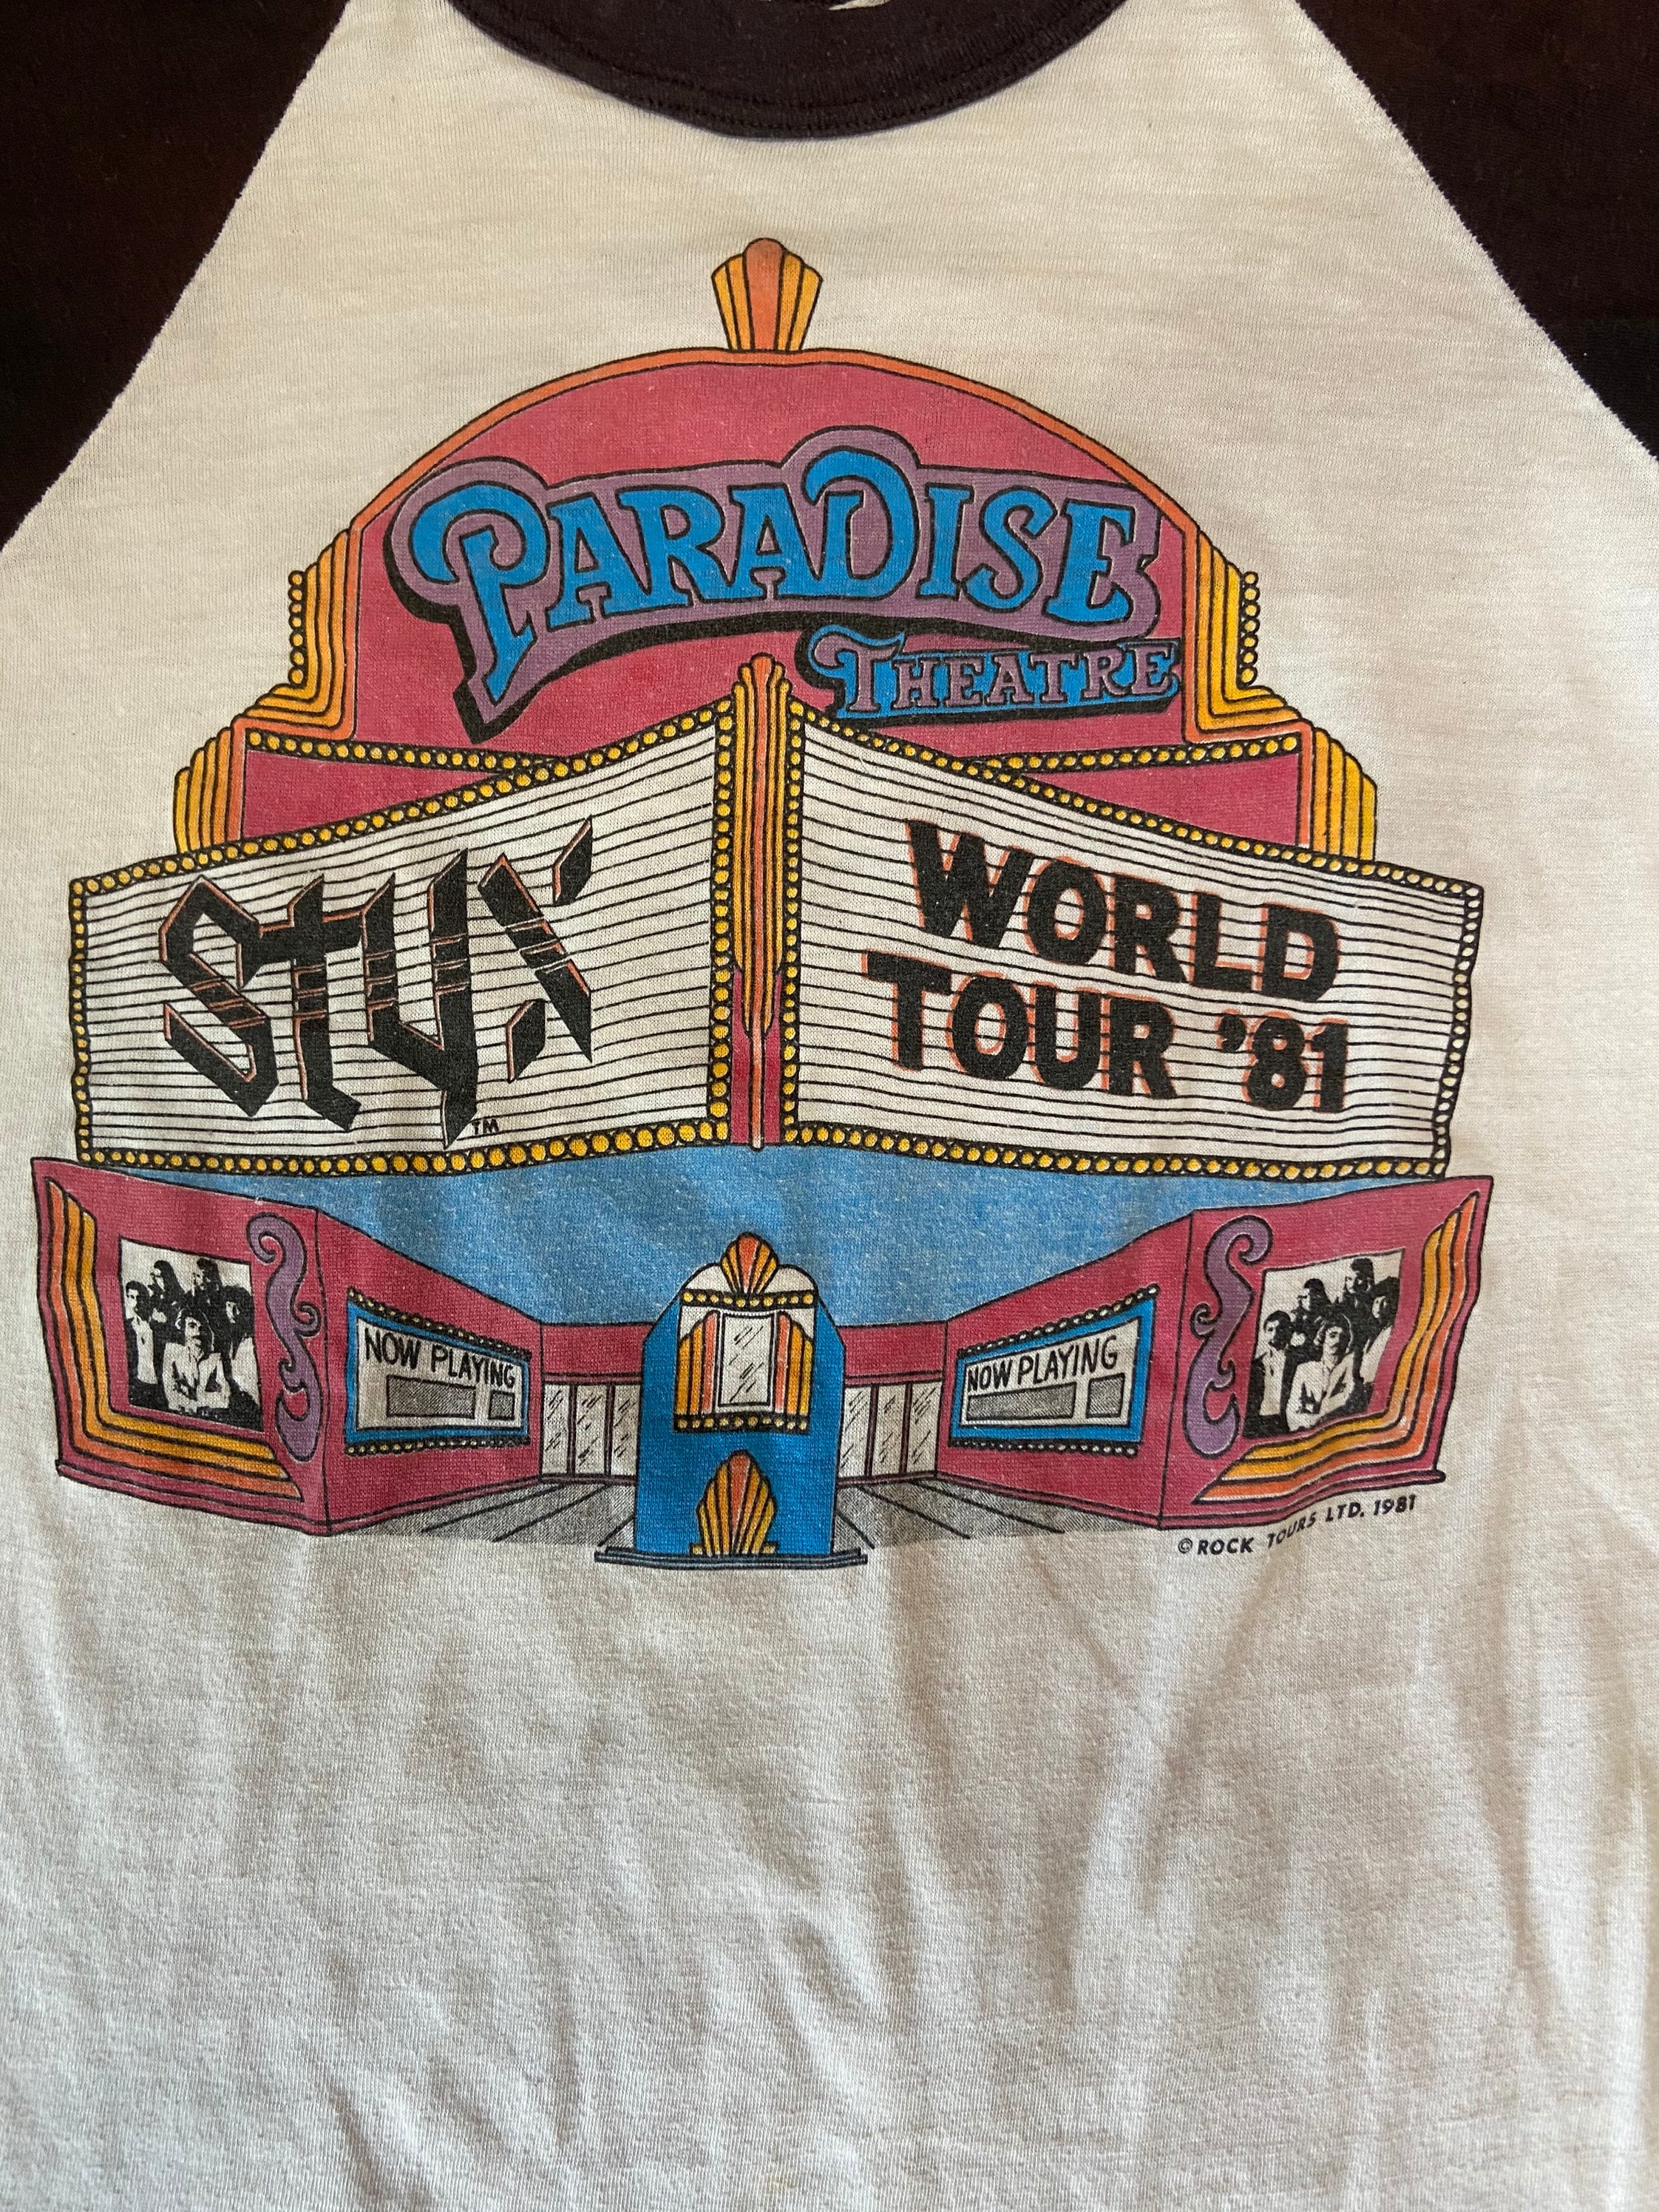 PARADISE
THEATRE
STYX
TM
WORLD
TOUR '81
NOW PLAYING
NOW PLAYING
© ROCK TOURS LTD. 1981